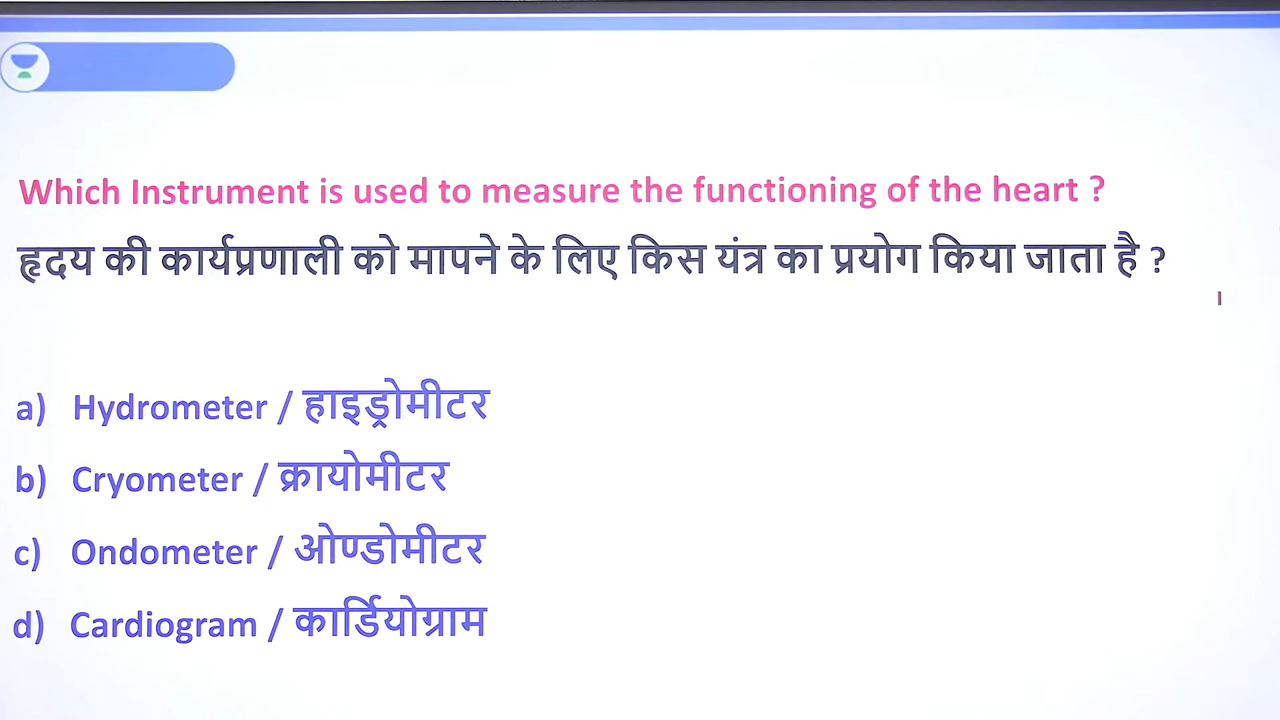 Which Instrument is used to measure the functioning of the heart ?
हृदय की कार्यप्रणाली को मापने के लिए किस यंत्र का प्रयोग किया जाता है ?
a) Hydrometer / हाइड्रोमीटर
b) Cryometer / क्रायोमीटर
c) Ondometer / ओण्डोमीटर
d) Cardiogram / कार्डियोग्राम